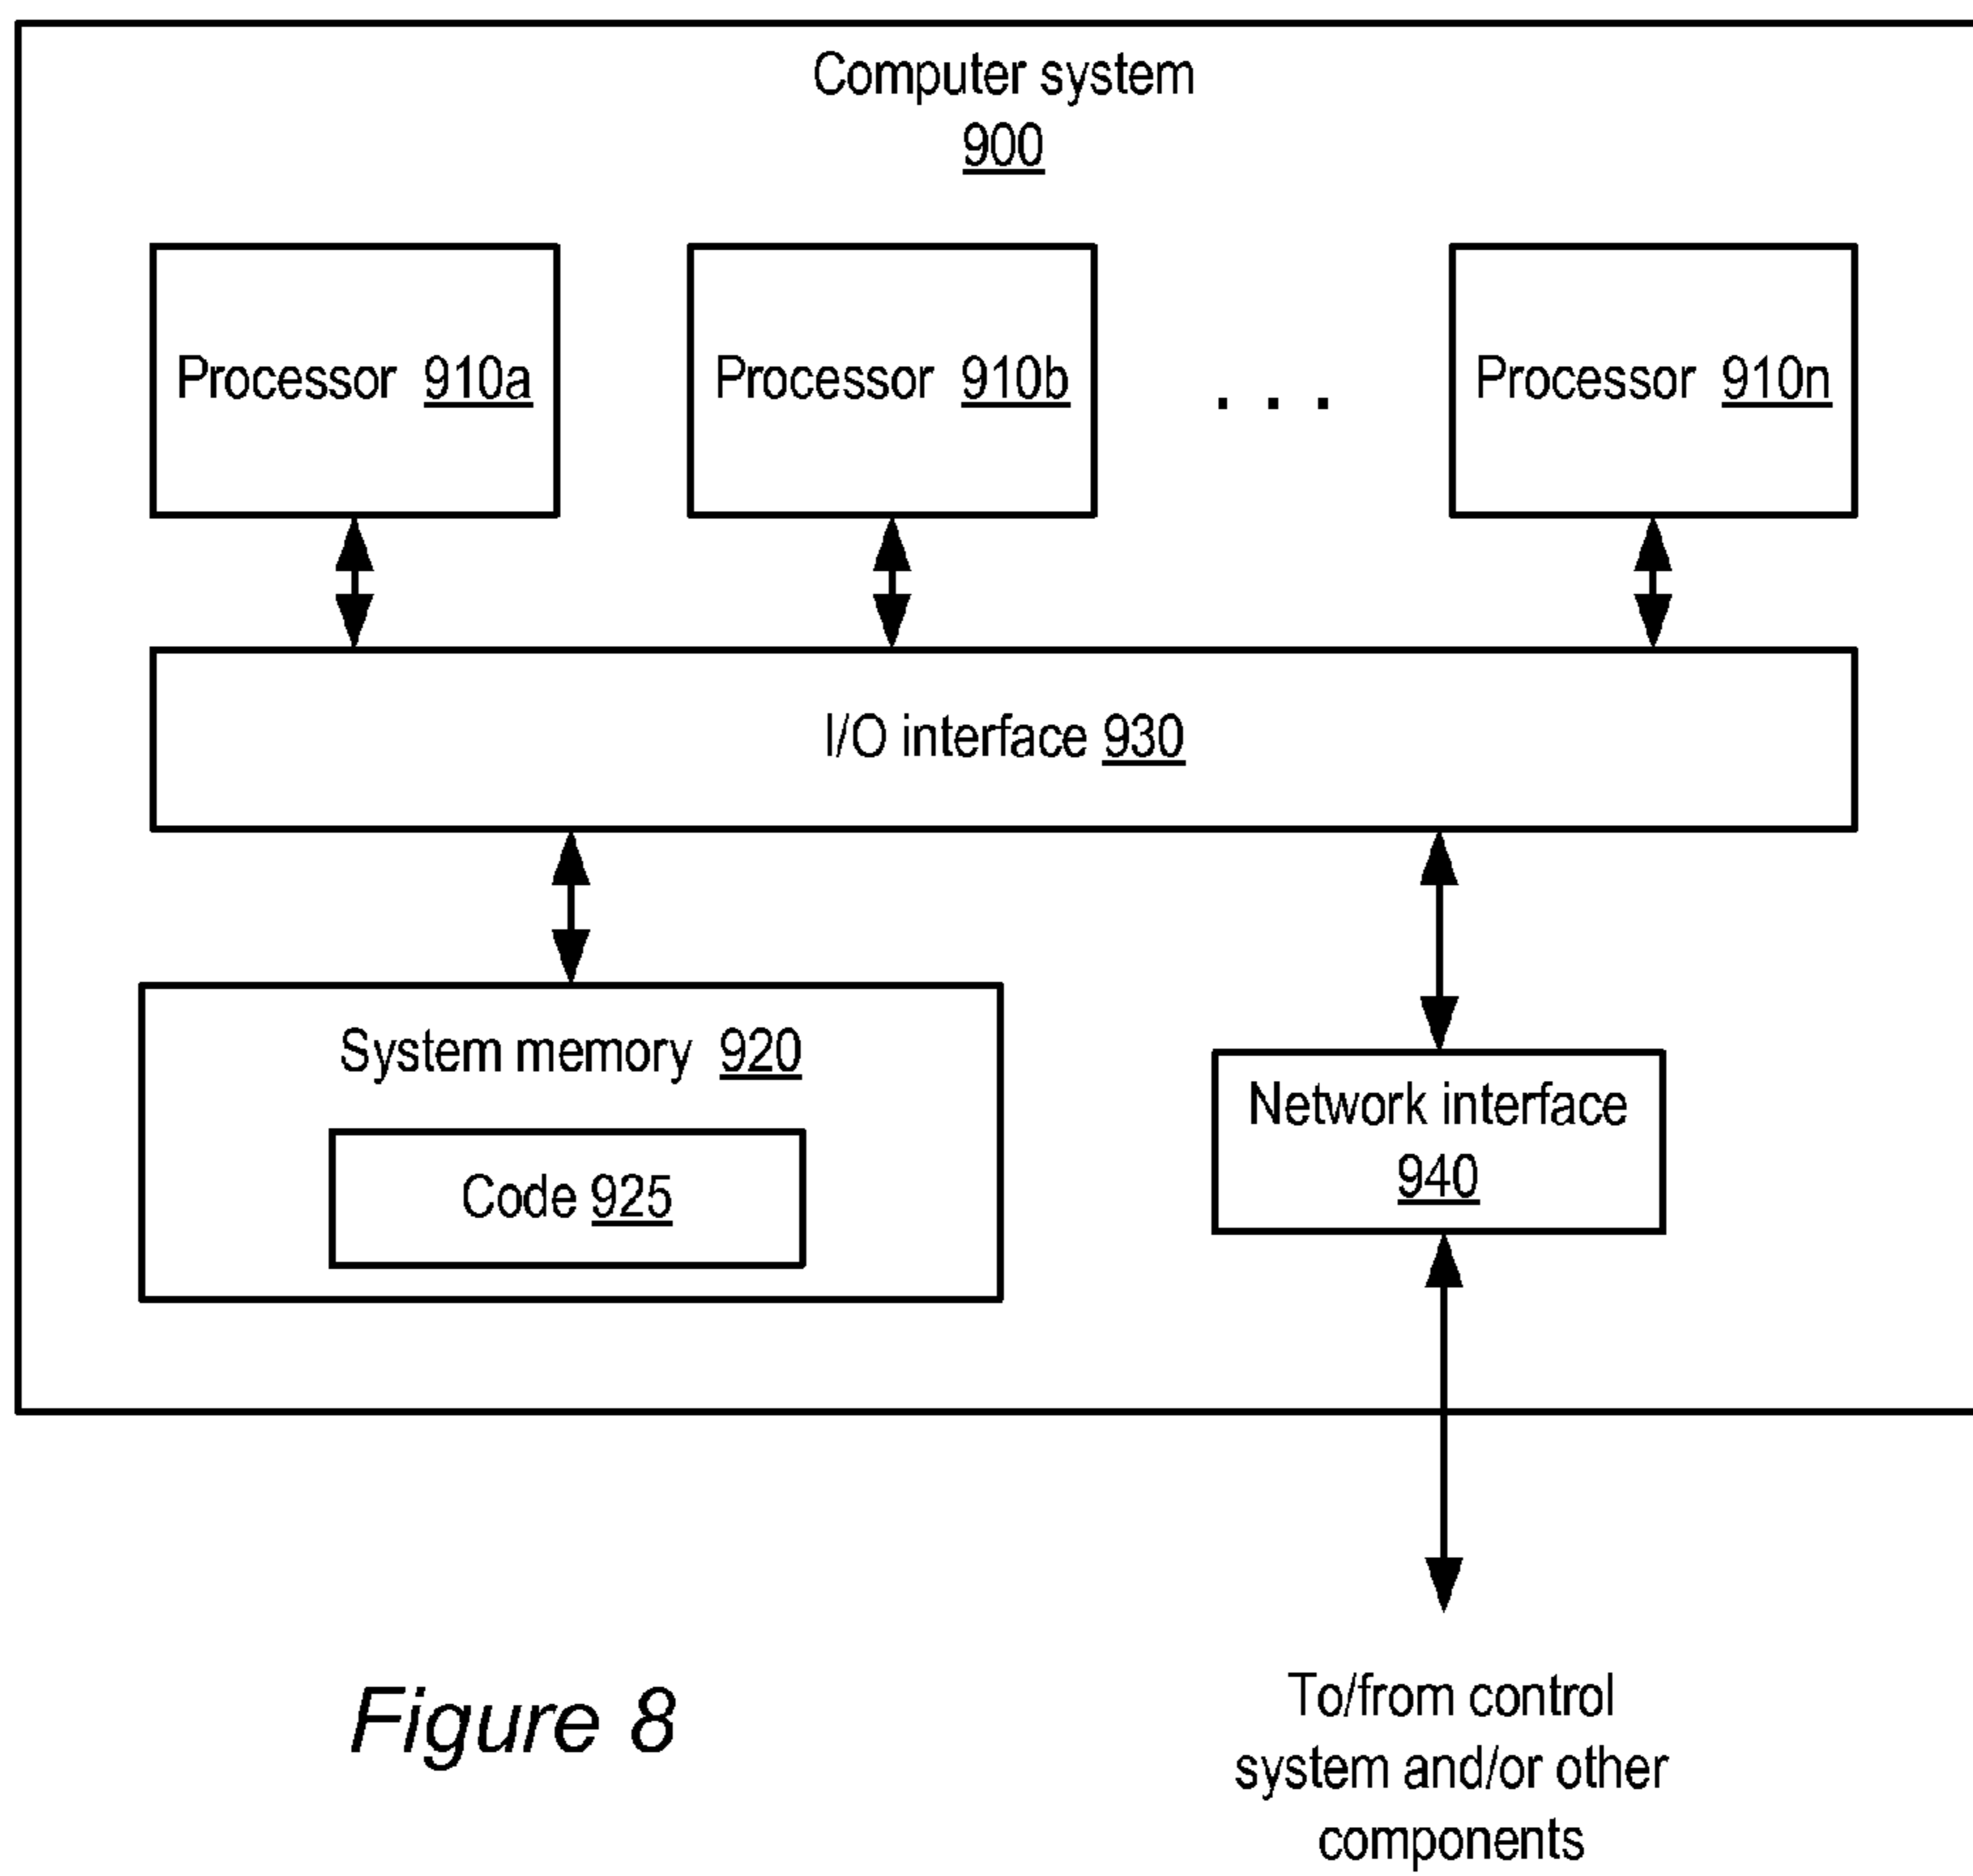 Computer system
900
Processor 910a
Processor 910b
. . .
Processor 910n
I/O interface 930
System memory 920
Code 925
Network interface
940
To/from control
system and/or other
components
Figure 8